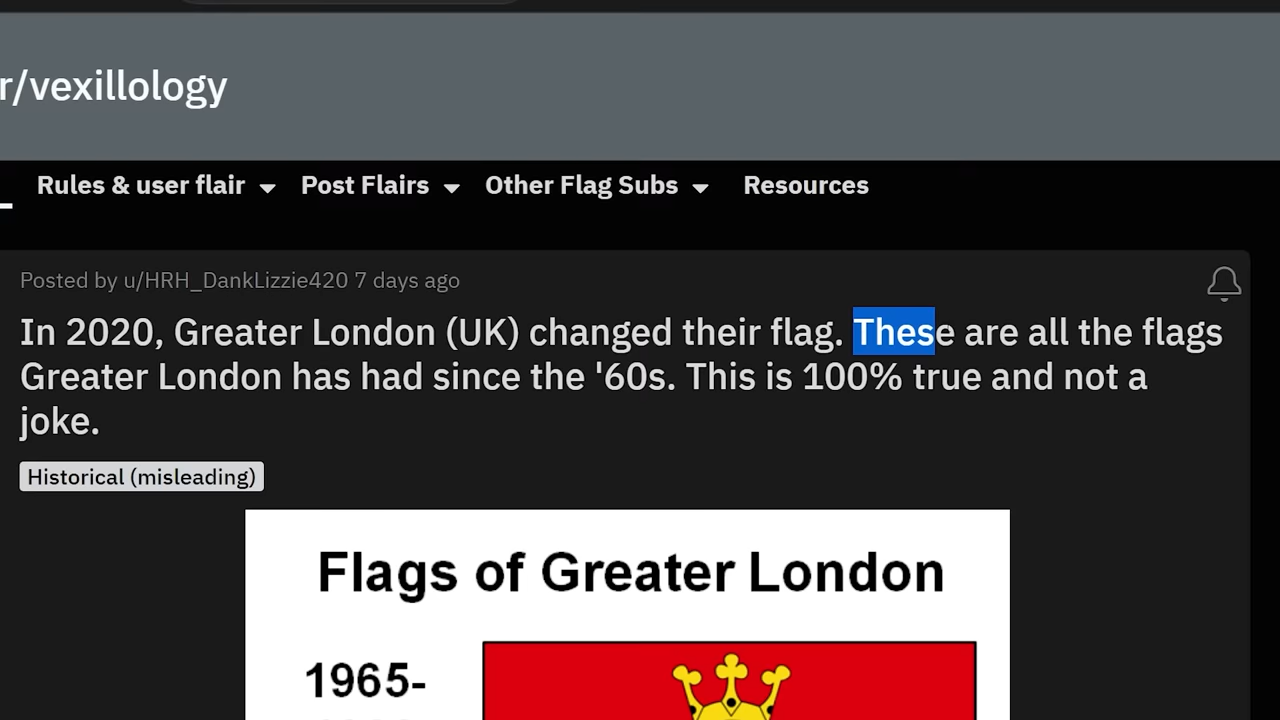 r/vexillology
Rules & user flair Post Flairs Other Flag Subs Resources
Posted by u/HRH_DankLizzie420 7 days ago
In 2020, Greater London (UK) changed their flag. These are all the flags
Greater London has had since the '60s. This is 100% true and not a
joke.
Historical (misleading)
Flags of Greater London
1965-